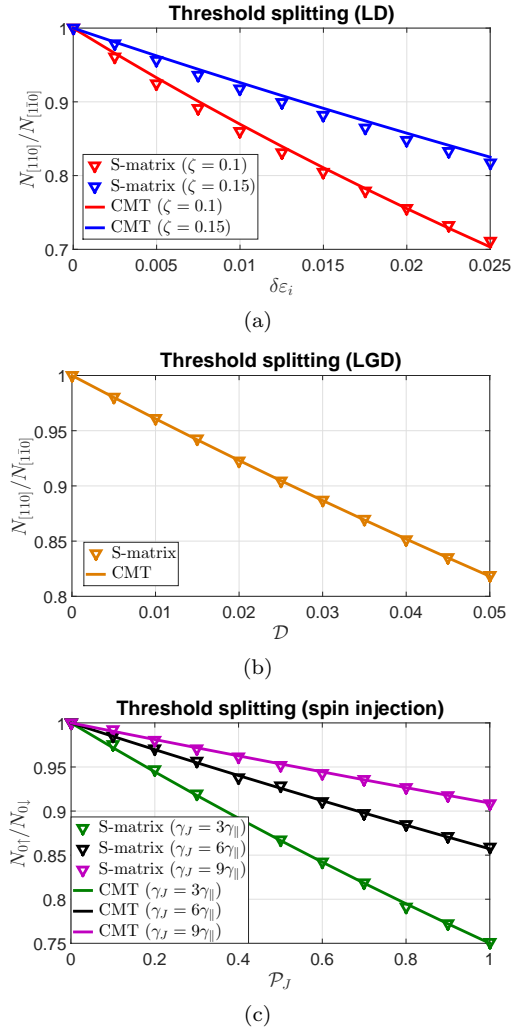 Threshold splitting (LD)
N[110]/N[11̄0]
1
0.9
0.8
0.7
S-matrix (ζ = 0.1)
S-matrix (ζ = 0.15)
CMT (ζ = 0.1)
CMT (ζ = 0.15)
0 0.005 0.01 0.015 0.02 0.025
δεi
(a)
Threshold splitting (LGD)
N[110]/N[11̄0]
1
0.95
0.9
0.85
0.8
S-matrix
CMT
0 0.01 0.02 0.03 0.04 0.05
𝒟
(b)
Threshold splitting (spin injection)
N0↑/N0↓
1
0.95
0.9
0.85
0.8
0.75
S-matrix (γJ = 3γ∥)
S-matrix (γJ = 6γ∥)
S-matrix (γJ = 9γ∥)
CMT (γJ = 3γ∥)
CMT (γJ = 6γ∥)
CMT (γJ = 9γ∥)
0 0.2 0.4 0.6 0.8 1
𝒫J
(c)